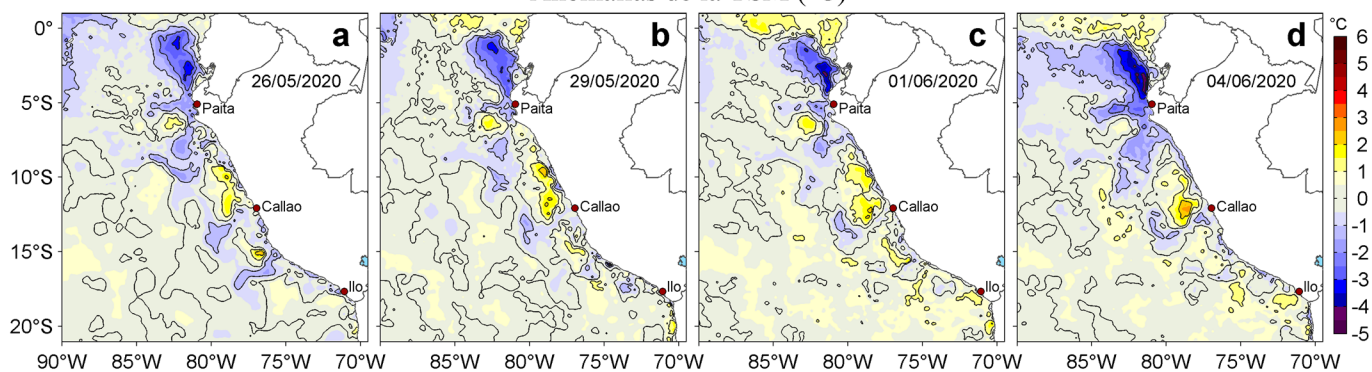 a b c d
26/05/2020 29/05/2020 01/06/2020 04/06/2020
Paita Paita Paita Paita
Callao Callao Callao Callao
Ilo Ilo Ilo Ilo
0° 5°S 10°S 15°S 20°S
90°W 85°W 80°W 75°W 70°W 85°W 80°W 75°W 70°W 85°W 80°W 75°W 70°W 85°W 80°W 75°W 70°W
°C
6
5
4
3
2
1
0
-1
-2
-3
-4
-5